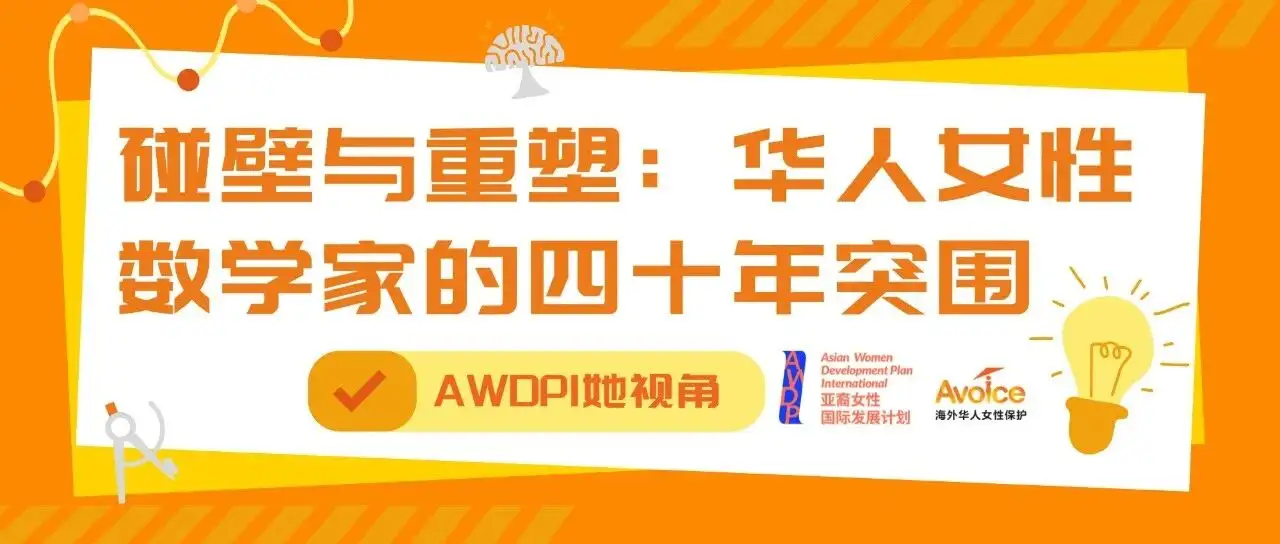 碰壁与重塑：华人女性
数学家的四十年突围
AWDPI她视角
AWDP
Asian Women
Development Plan
International
亚裔女性
国际发展计划
Avoice
海外华人女性保护